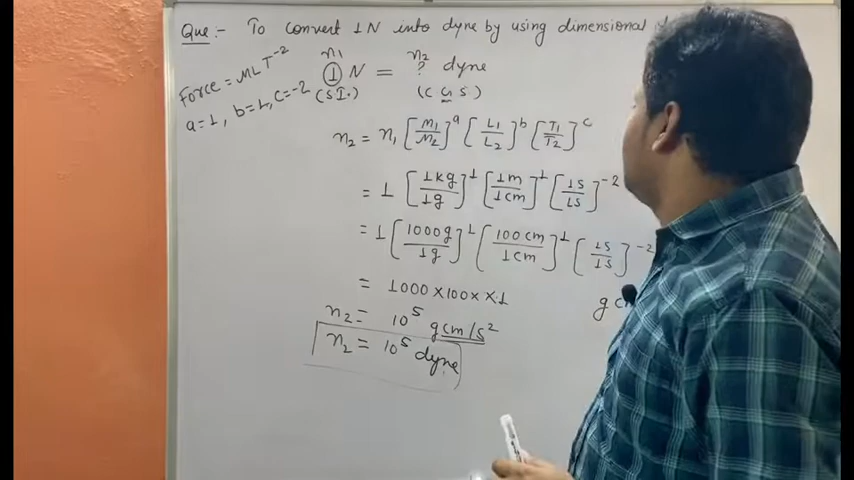 Que:- To convert 1N into dyne by using dimensional
Force = MLT⁻²
a=1, b=1, c=-2
n₁ n₂
1 N = ? dyne
(S.I.) (C G S)
n₂ = n₁ [M₁/M₂]ᵃ [L₁/L₂]ᵇ [T₁/T₂]ᶜ
= 1 [1kg/1g]¹ [1m/1cm]¹ [1s/1s]⁻²
= 1 [1000g/1g]¹ [100cm/1cm]¹ [1s/1s]⁻²
= 1000 x 100 x x 1
n₂ = 10⁵ gcm/s²
n₂ = 10⁵ dyne